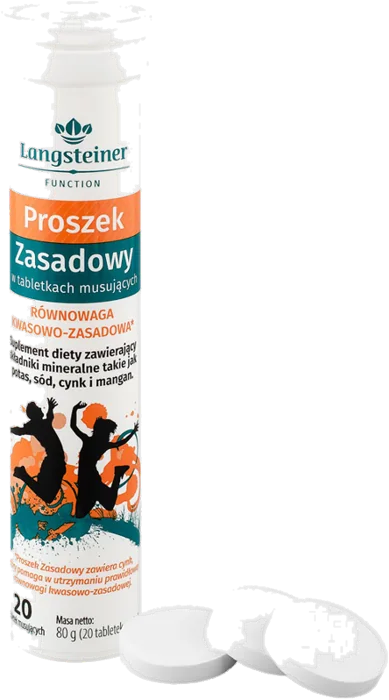 Langsteiner
FUNCTION
Proszek
Zasadowy
w tabletkach musujących
RÓWNOWAGA
KWASOWO-ZASADOWA*
Suplement diety zawierający
składniki mineralne takie jak
potas, sód, cynk i mangan.
*Proszek Zasadowy zawiera cynk,
pomaga w utrzymaniu prawidłowej
równowagi kwasowo-zasadowej.
20
musujących
Masa netto:
80 g (20 tabletek